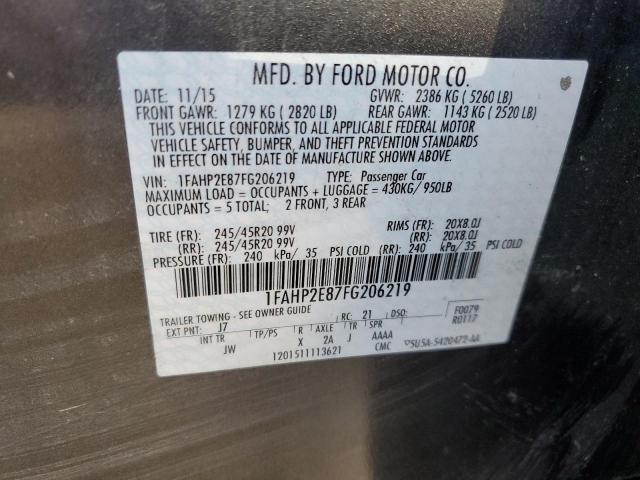 MFD. BY FORD MOTOR CO.
DATE: 11/15 GVWR: 2386 KG ( 5260 LB)
FRONT GAWR: 1279 KG ( 2820 LB) REAR GAWR: 1143 KG ( 2520 LB)
THIS VEHICLE CONFORMS TO ALL APPLICABLE FEDERAL MOTOR
VEHICLE SAFETY, BUMPER, AND THEFT PREVENTION STANDARDS
IN EFFECT ON THE DATE OF MANUFACTURE SHOWN ABOVE.
VIN: 1FAHP2E87FG206219 TYPE: Passenger Car
MAXIMUM LOAD = OCCUPANTS + LUGGAGE = 430KG/ 950LB
OCCUPANTS = 5 TOTAL; 2 FRONT, 3 REAR
TIRE (FR): 245/45R20 99V RIMS (FR): 20X8.0J
(RR): 245/45R20 99V (RR): 20X8.0J
PRESSURE (FR): 240 kPa/ 35 PSI COLD (RR): 240 kPa/ 35 PSI COLD
1FAHP2E87FG206219
TRAILER TOWING - SEE OWNER GUIDE RC: 21 DSO: F0079
EXT PNT: J7 R0117
INT TR TP/PS R AXLE TR SPR
JW X 2A J AAAA
1201511113621 CMC 5U5A-5420472-AA